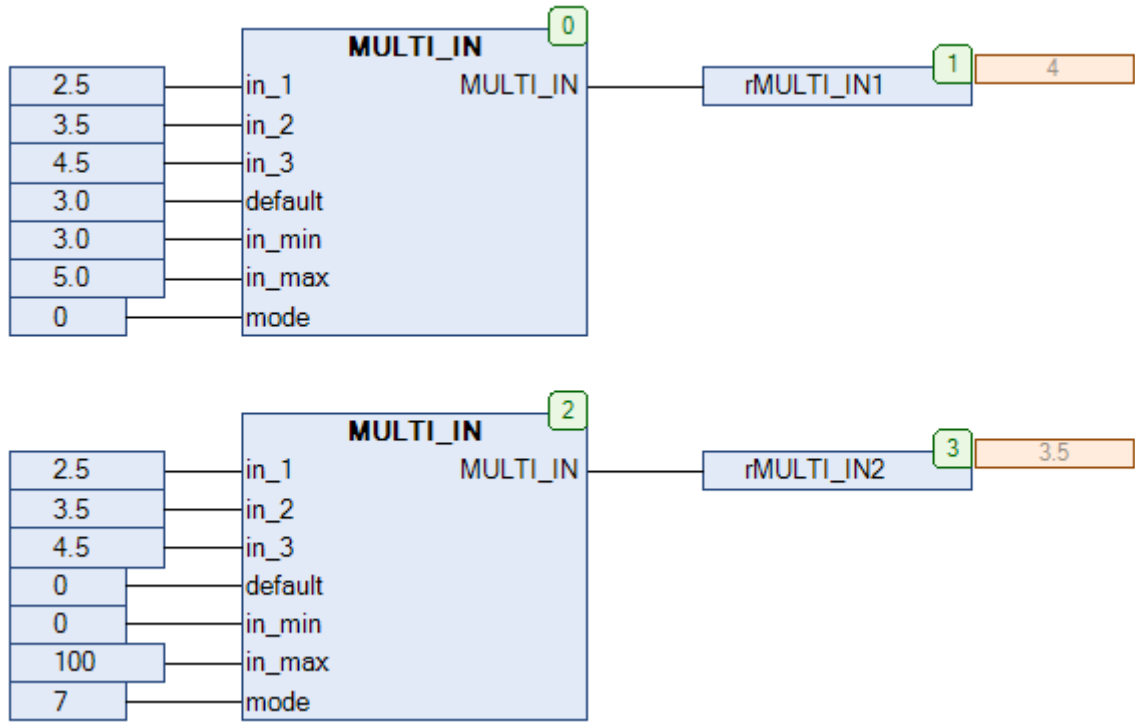 0
MULTI_IN
2.5 in_1 MULTI_IN rMULTI_IN1 1 4
3.5 in_2
4.5 in_3
3.0 default
3.0 in_min
5.0 in_max
0 mode
2
MULTI_IN
2.5 in_1 MULTI_IN rMULTI_IN2 3 3.5
3.5 in_2
4.5 in_3
0 default
0 in_min
100 in_max
7 mode